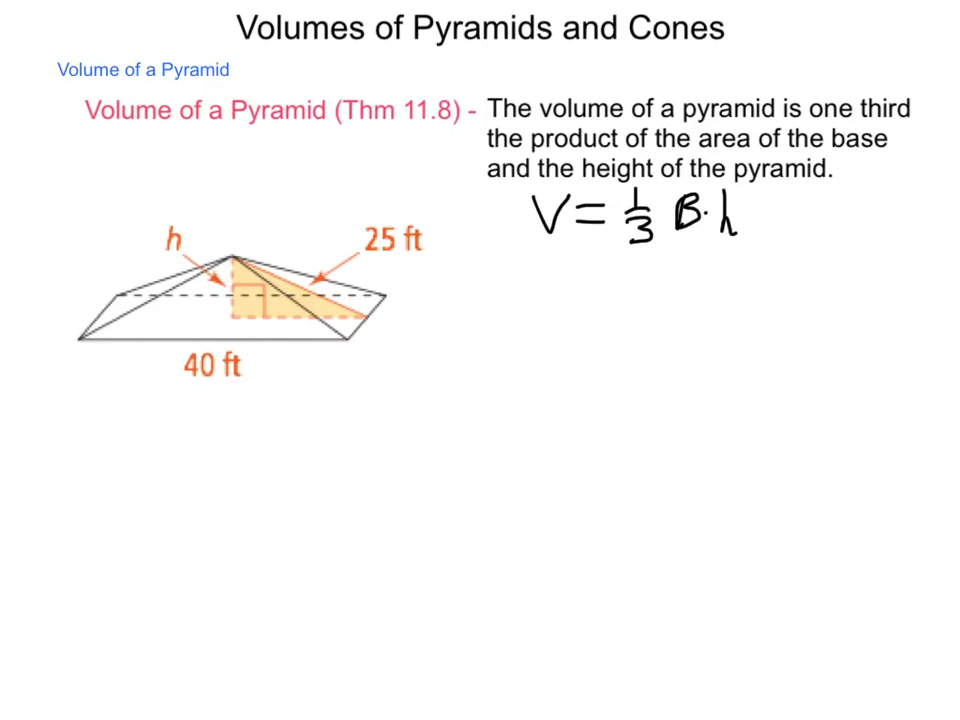 Volumes of Pyramids and Cones
Volume of a Pyramid
Volume of a Pyramid (Thm 11.8) - The volume of a pyramid is one third
the product of the area of the base
and the height of the pyramid.
V = 1/3 B · h
h
25 ft
40 ft